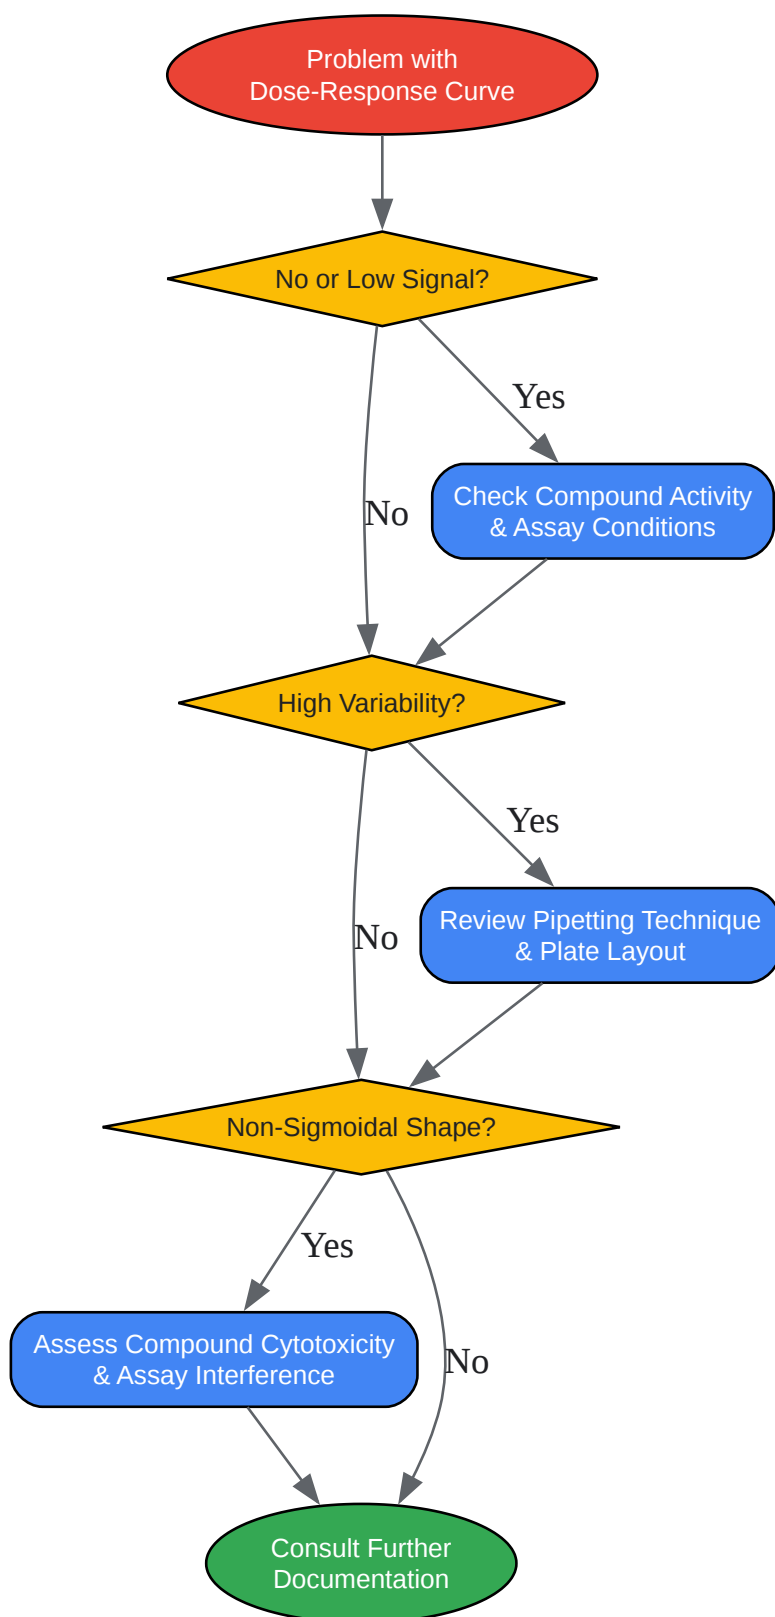 Problem with
Dose-Response Curve
No or Low Signal?
Yes
Check Compound Activity
& Assay Conditions
No
High Variability?
Yes
Review Pipetting Technique
& Plate Layout
No
Non-Sigmoidal Shape?
Yes
Assess Compound Cytotoxicity
& Assay Interference
No
Consult Further
Documentation